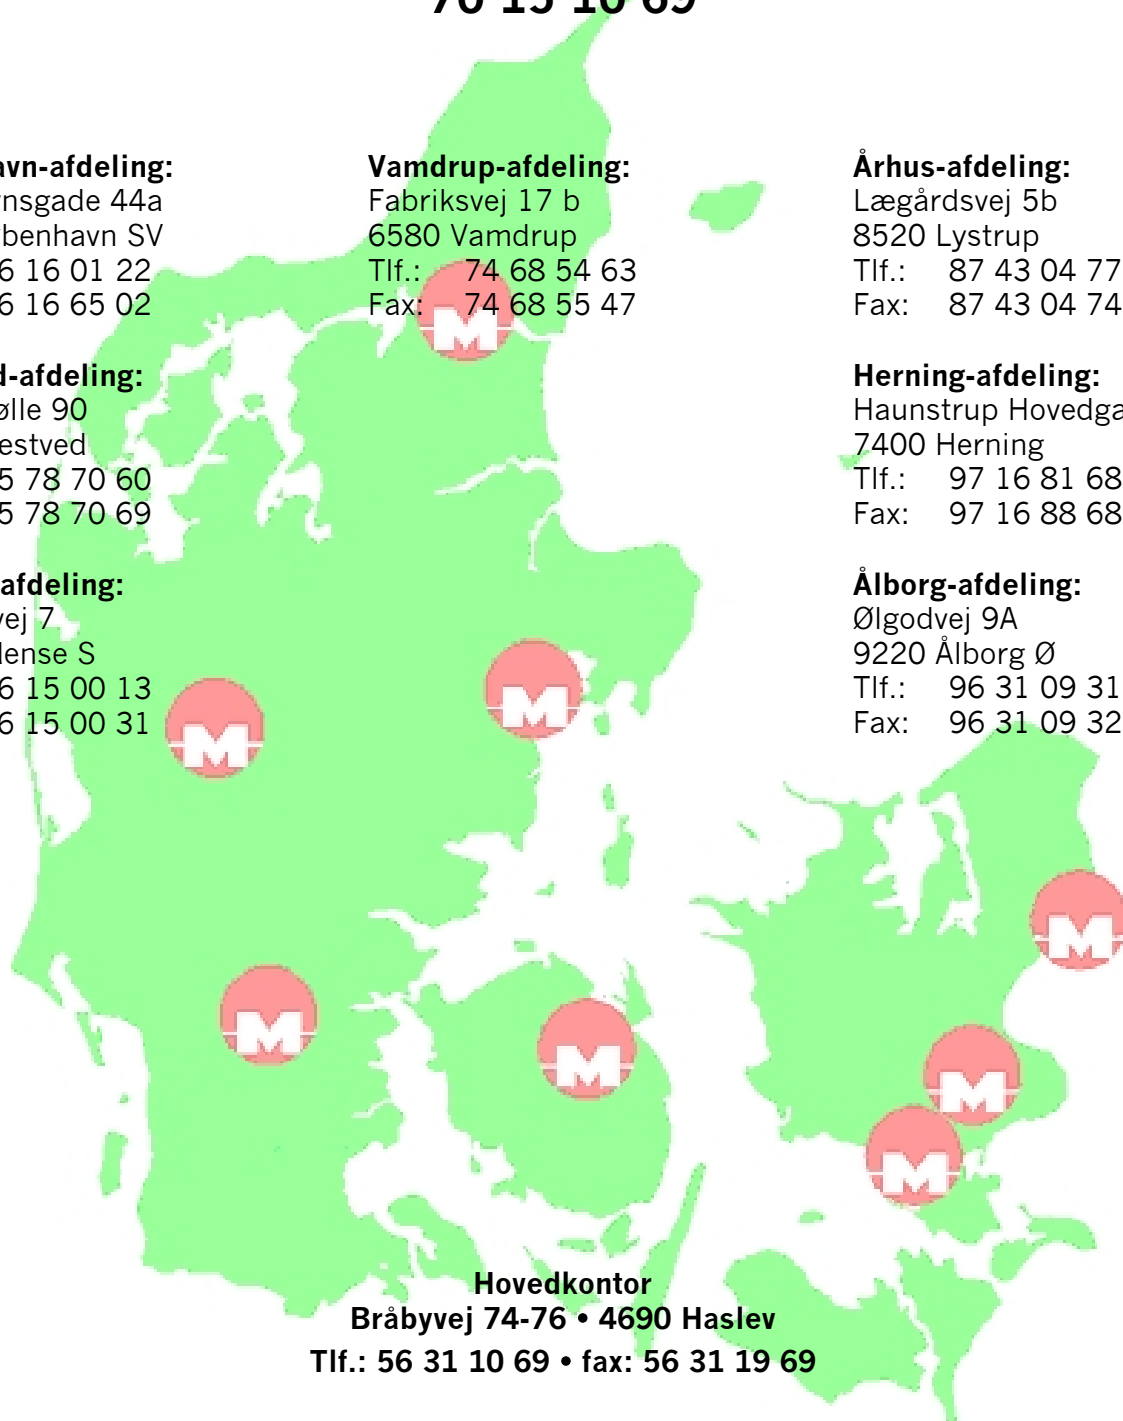 70 15 10 69
avn-afdeling:
nsgade 44a
benhavn SV
6 16 01 22
6 16 65 02
d-afdeling:
ølle 90
estved
5 78 70 60
5 78 70 69
afdeling:
vej 7
dense S
6 15 00 13
6 15 00 31
Vamdrup-afdeling:
Fabriksvej 17 b
6580 Vamdrup
Tlf.: 74 68 54 63
Fax: 74 68 55 47
Århus-afdeling:
Lægårdsvej 5b
8520 Lystrup
Tlf.: 87 43 04 77
Fax: 87 43 04 74
Herning-afdeling:
Haunstrup Hovedga
7400 Herning
Tlf.: 97 16 81 68
Fax: 97 16 88 68
Ålborg-afdeling:
Ølgodvej 9A
9220 Ålborg Ø
Tlf.: 96 31 09 31
Fax: 96 31 09 32
M
M
M
M
M
M
M
M
Hovedkontor
Bråbyvej 74-76 • 4690 Haslev
Tlf.: 56 31 10 69 • fax: 56 31 19 69